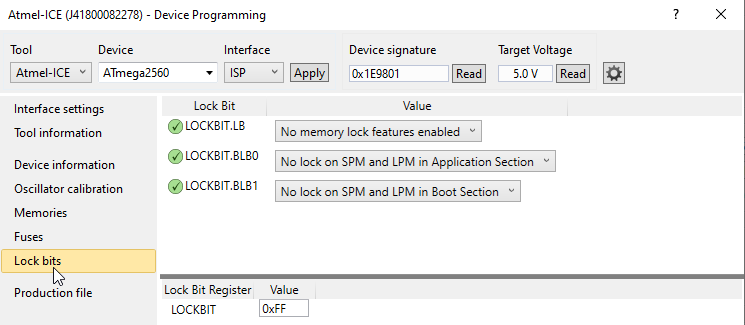 Atmel-ICE (J41800082278) - Device Programming
Tool Device Interface Device signature Target Voltage
Atmel-ICE ATmega2560 ISP Apply 0x1E9801 Read 5.0 V Read
Interface settings
Tool information
Device information
Oscillator calibration
Memories
Fuses
Lock bits
Production file
Lock Bit Value
LOCKBIT.LB No memory lock features enabled
LOCKBIT.BLB0 No lock on SPM and LPM in Application Section
LOCKBIT.BLB1 No lock on SPM and LPM in Boot Section
Lock Bit Register Value
LOCKBIT 0xFF